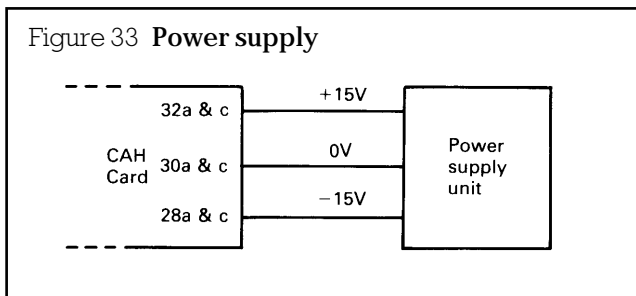 Figure 33 Power supply
+15V
32a & c
0V
CAH
Card
30a & c
Power
supply
unit
−15V
28a & c